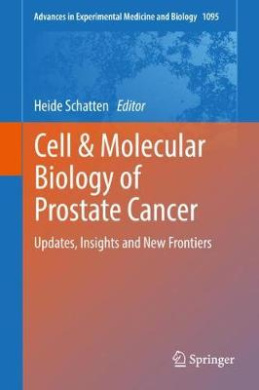 Advances in Experimental Medicine and Biology 1095
Heide Schatten Editor
Cell & Molecular
Biology of
Prostate Cancer
Updates, Insights and New Frontiers
Springer